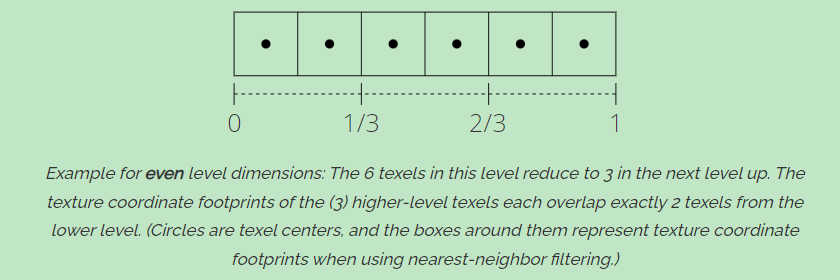 0 1/3 2/3 1
Example for even level dimensions: The 6 texels in this level reduce to 3 in the next level up. The
texture coordinate footprints of the (3) higher-level texels each overlap exactly 2 texels from the
lower level. (Circles are texel centers, and the boxes around them represent texture coordinate
footprints when using nearest-neighbor filtering.)